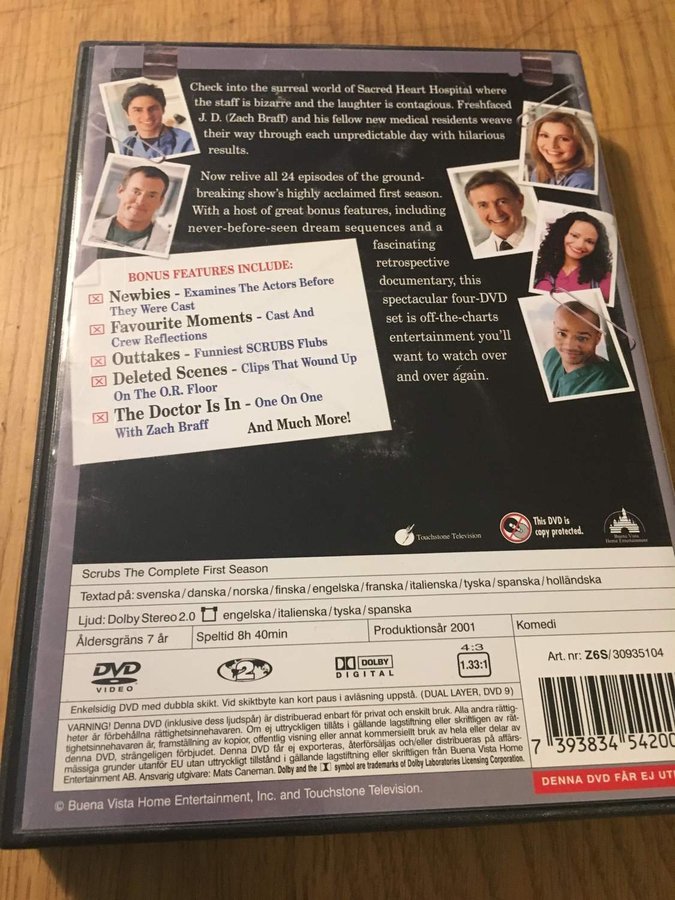 Check into the surreal world of Sacred Heart Hospital where
the staff is bizarre and the laughter is contagious. Freshfaced
J. D. (Zach Braff) and his fellow new medical residents weave
their way through each unpredictable day with hilarious
results.
Now relive all 24 episodes of the ground-
breaking show's highly acclaimed first season.
With a host of great bonus features, including
never-before-seen dream sequences and a
fascinating
retrospective
documentary, this
spectacular four-DVD
set is off-the-charts
entertainment you'll
want to watch over
and over again.
BONUS FEATURES INCLUDE:
Newbies - Examines The Actors Before
They Were Cast
Favourite Moments - Cast And
Crew Reflections
Outtakes - Funniest SCRUBS Flubs
Deleted Scenes - Clips That Wound Up
On The O.R. Floor
The Doctor Is In - One On One
With Zach Braff And Much More!
Touchstone Television
This DVD is
copy protected.
Buena Vista
Home Entertainment
Scrubs The Complete First Season
Textad på: svenska/danska/norska/finska/engelska/franska/italienska/tyska/spanska/holländska
Ljud: Dolby Stereo 2.0 engelska/italienska/tyska/spanska
Åldersgräns 7 år
Speltid 8h 40min
Produktionsår 2001
Komedi
DVD
VIDEO
2
DOLBY
DIGITAL
4:3
1.33:1
Art. nr: Z6S/30935104
Enkelsidig DVD med dubbla skikt. Vid skiktbyte kan kort paus i avläsning uppstå. (DUAL LAYER, DVD 9)
VARNING! Denna DVD (inklusive dess ljudspår) är distribuerad enbart för privat och enskilt bruk. Alla andra rättig-
heter är förbehållna rättighetsinnehavaren. Om ej uttryckligen tillåts i gällande lagstiftning eller skriftligen av rät-
tighetsinnehavaren är, framställning av kopior, offentlig visning eller annat kommersiellt bruk av hela eller delar av
denna DVD, strängeligen förbjudet. Denna DVD får ej exporteras, återförsäljas och/eller distribueras på affärs-
mässiga grunder utanför EU utan uttryckligt tillstånd i gällande lagstiftning eller skriftligen från Buena Vista Home
Entertainment AB. Ansvarig utgivare: Mats Caneman. Dolby and the symbol are trademarks of Dolby Laboratories Licensing Corporation.
7 393834 54200
DENNA DVD FÅR EJ
© Buena Vista Home Entertainment, Inc. and Touchstone Television.